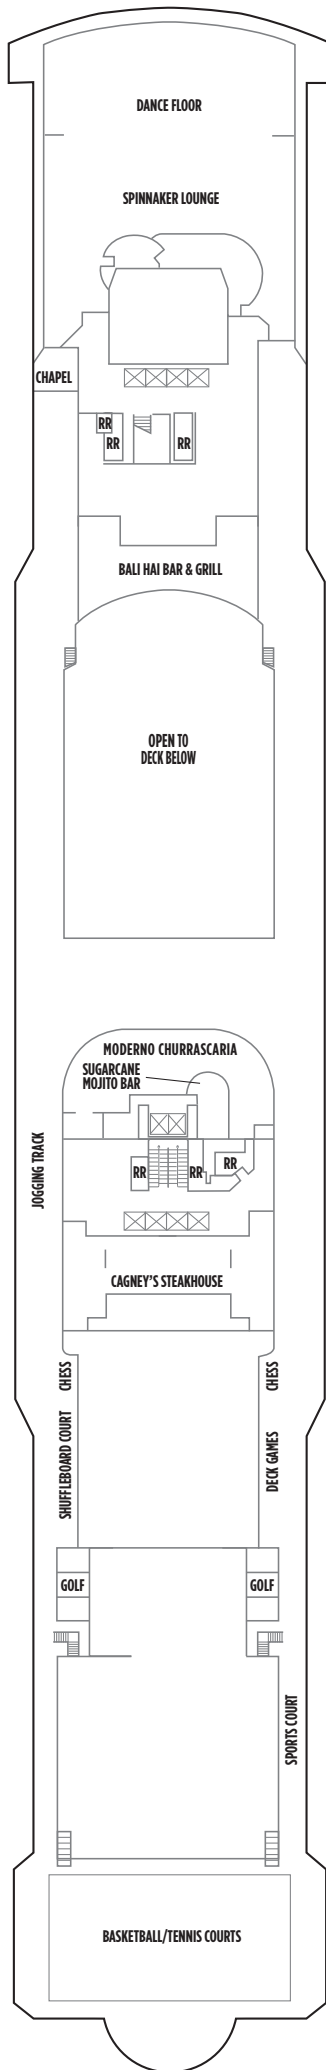 DANCE FLOOR
SPINNAKER LOUNGE
CHAPEL
RR
RR
RR
BALI HAI BAR & GRILL
OPEN TO
DECK BELOW
MODERNO CHURRASCARIA
SUGARCANE
MOJITO BAR
JOGGING TRACK
RR
RR
RR
CAGNEY'S STEAKHOUSE
CHESS
CHESS
SHUFFLEBOARD COURT
DECK GAMES
GOLF
GOLF
SPORTS COURT
BASKETBALL/TENNIS COURTS